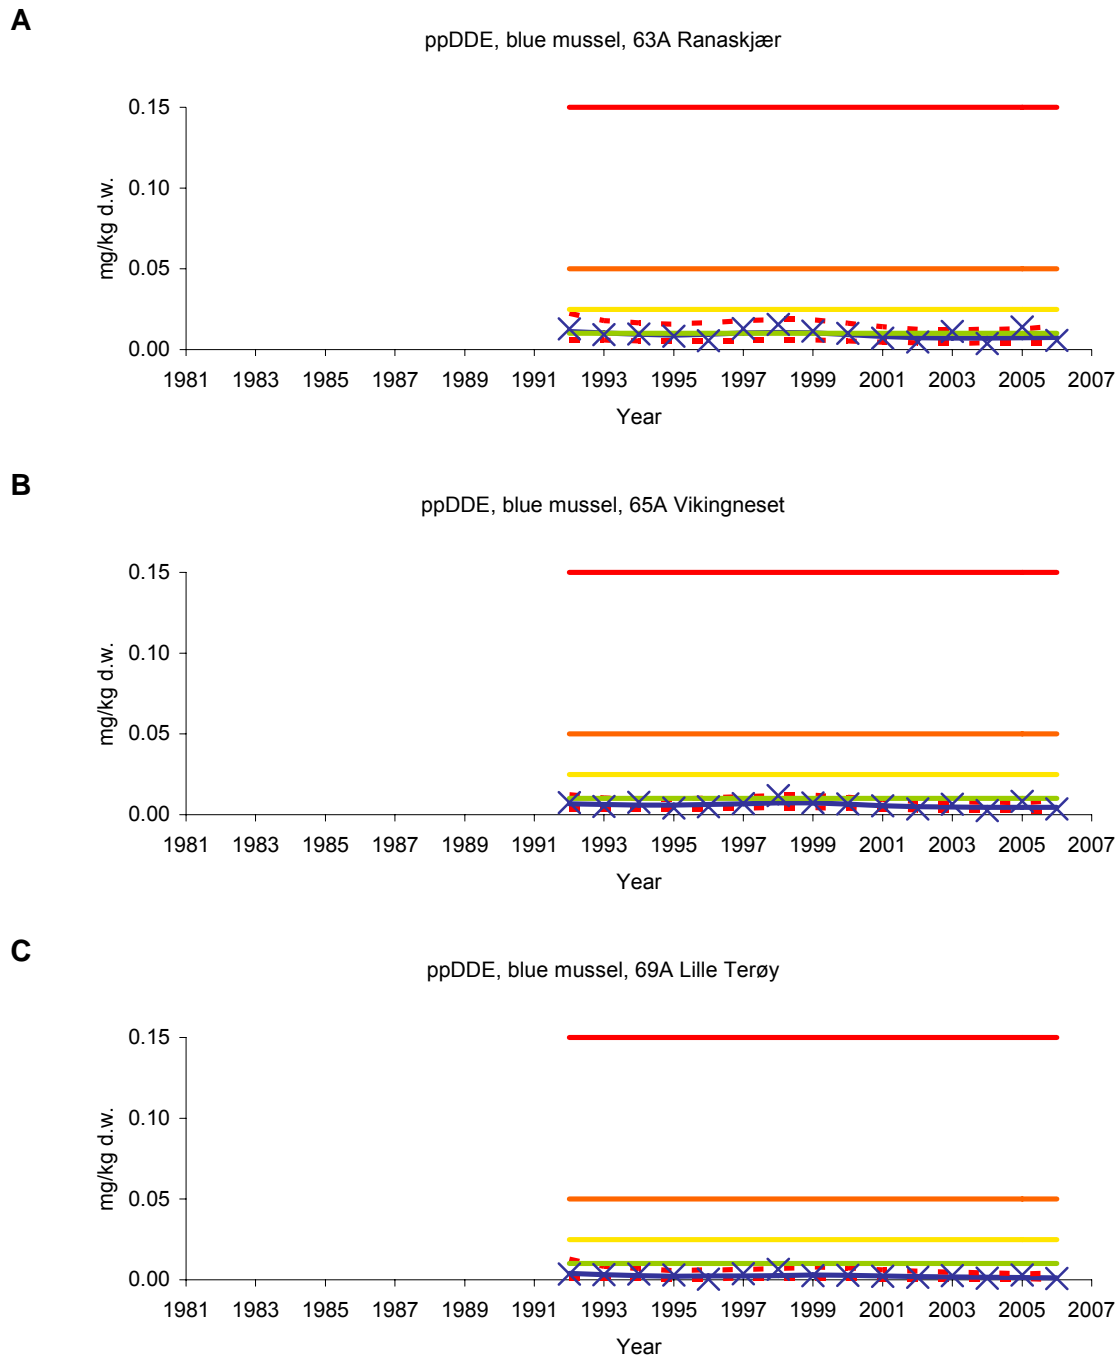 A
ppDDE, blue mussel, 63A Ranaskjær
0.15
0.10
0.05
0.00
mg/kg d.w.
1981 1983 1985 1987 1989 1991 1993 1995 1997 1999 2001 2003 2005 2007
Year
B
ppDDE, blue mussel, 65A Vikingneset
0.15
0.10
0.05
0.00
mg/kg d.w.
1981 1983 1985 1987 1989 1991 1993 1995 1997 1999 2001 2003 2005 2007
Year
C
ppDDE, blue mussel, 69A Lille Terøy
0.15
0.10
0.05
0.00
mg/kg d.w.
1981 1983 1985 1987 1989 1991 1993 1995 1997 1999 2001 2003 2005 2007
Year